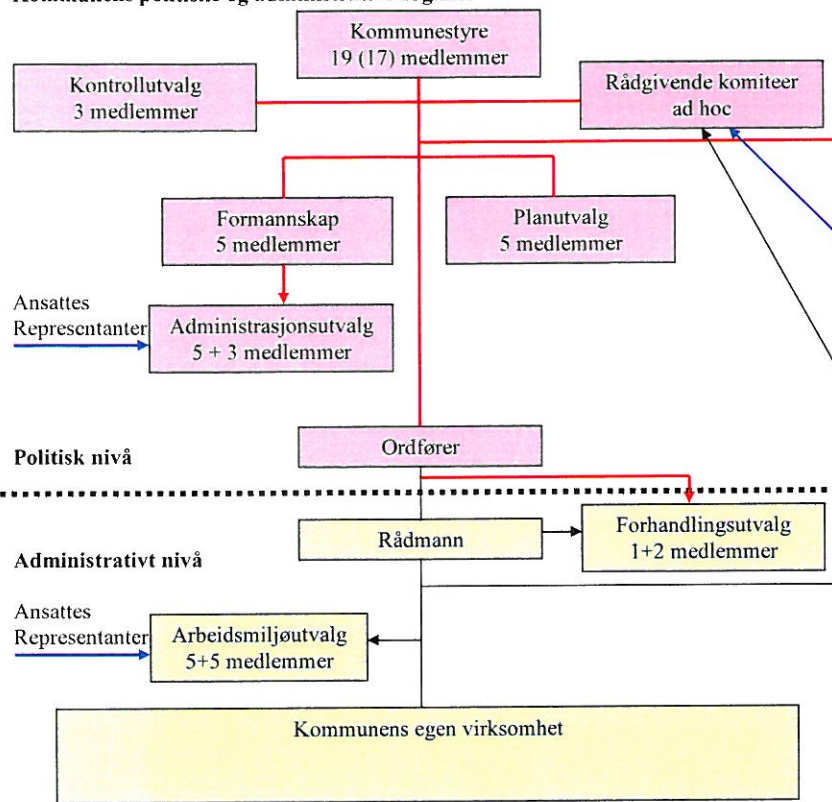 Kommunestyre
19 (17) medlemmer
Kontrollutvalg
3 medlemmer
Rådgivende komiteer
ad hoc
Formannskap
5 medlemmer
Planutvalg
5 medlemmer
Ansattes
Representanter
Administrasjonsutvalg
5 + 3 medlemmer
Ordfører
Politisk nivå
Rådmann
Forhandlingsutvalg
1+2 medlemmer
Administrativt nivå
Ansattes
Representanter
Arbeidsmiljøutvalg
5+5 medlemmer
Kommunens egen virksomhet